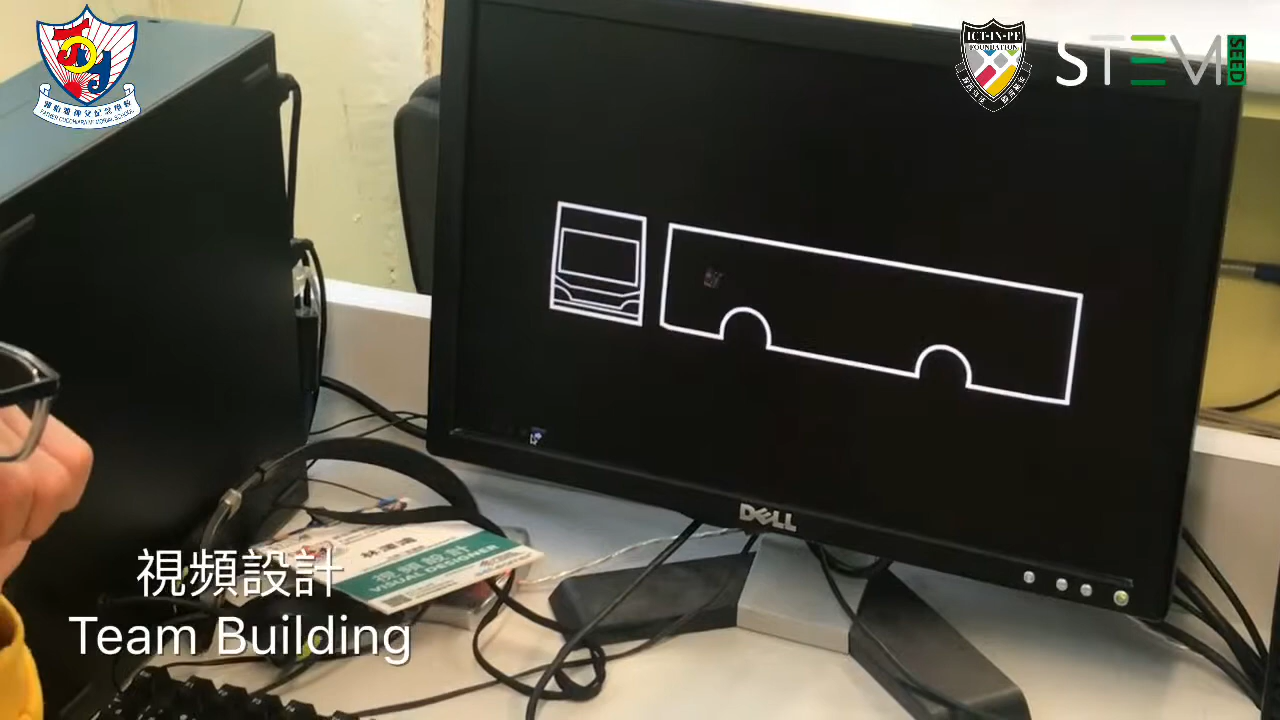 ICT-IN-PE
FOUNDATION
STEM
SEED
DELL
視頻設計
VISUAL DESIGNER
視頻設計
Team Building